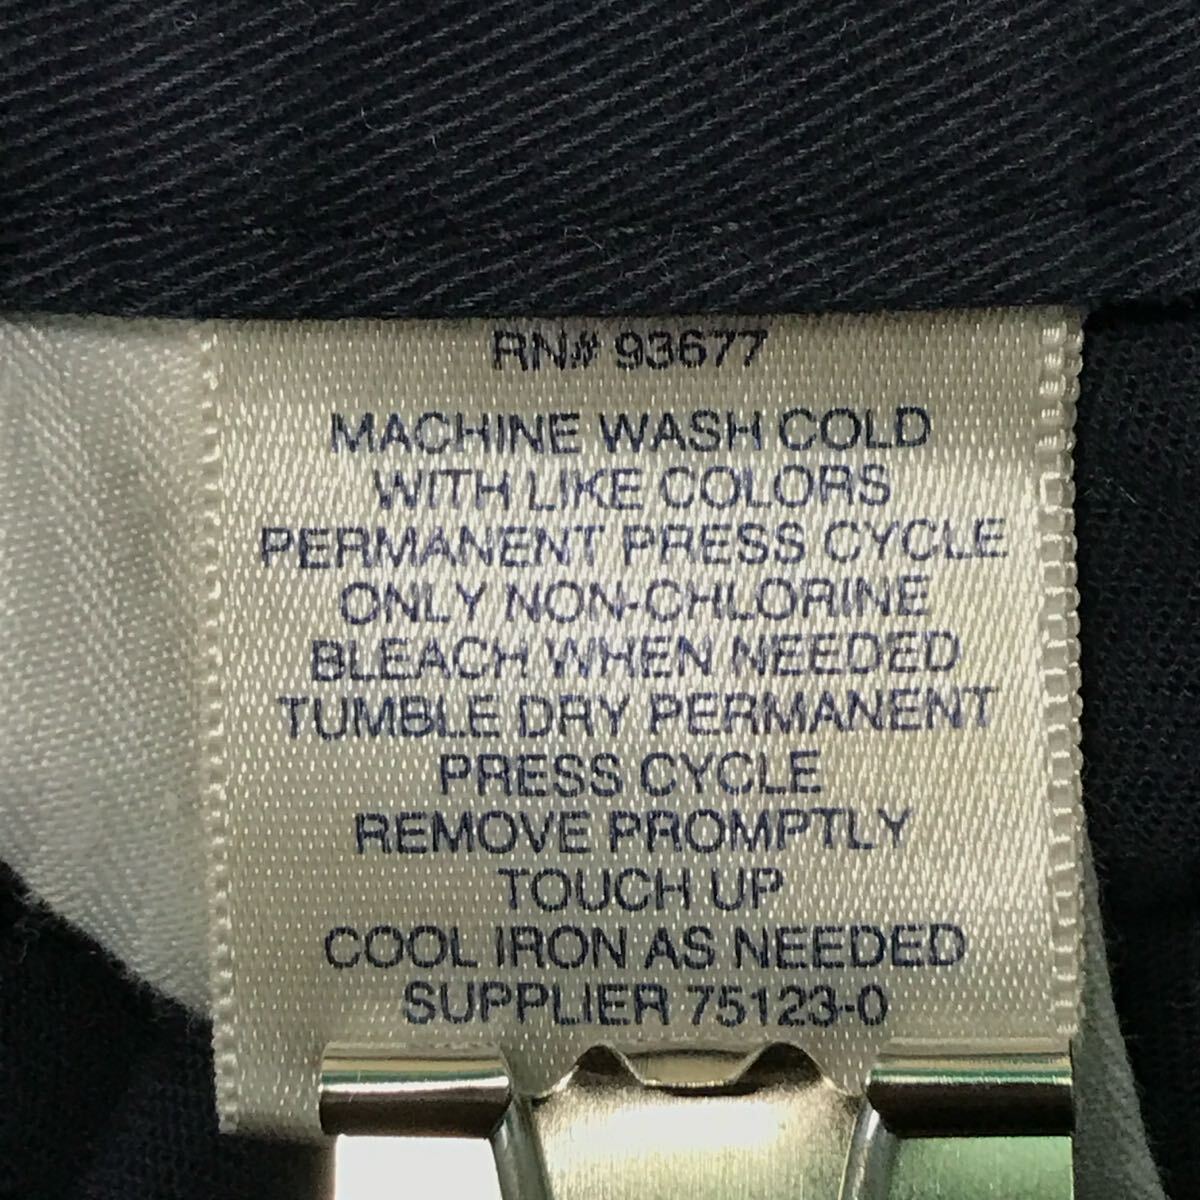 RN# 93677
MACHINE WASH COLD
WITH LIKE COLORS
PERMANENT PRESS CYCLE
ONLY NON-CHLORINE
BLEACH WHEN NEEDED
TUMBLE DRY PERMANENT
PRESS CYCLE
REMOVE PROMPTLY
TOUCH UP
COOL IRON AS NEEDED
SUPPLIER 75123-0